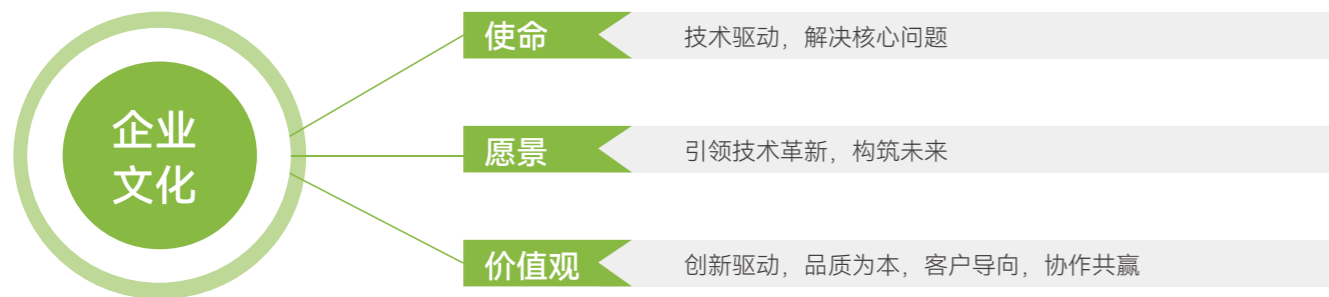 企业
文化
使命
技术驱动，解决核心问题
愿景
引领技术革新，构筑未来
价值观
创新驱动，品质为本，客户导向，协作共赢